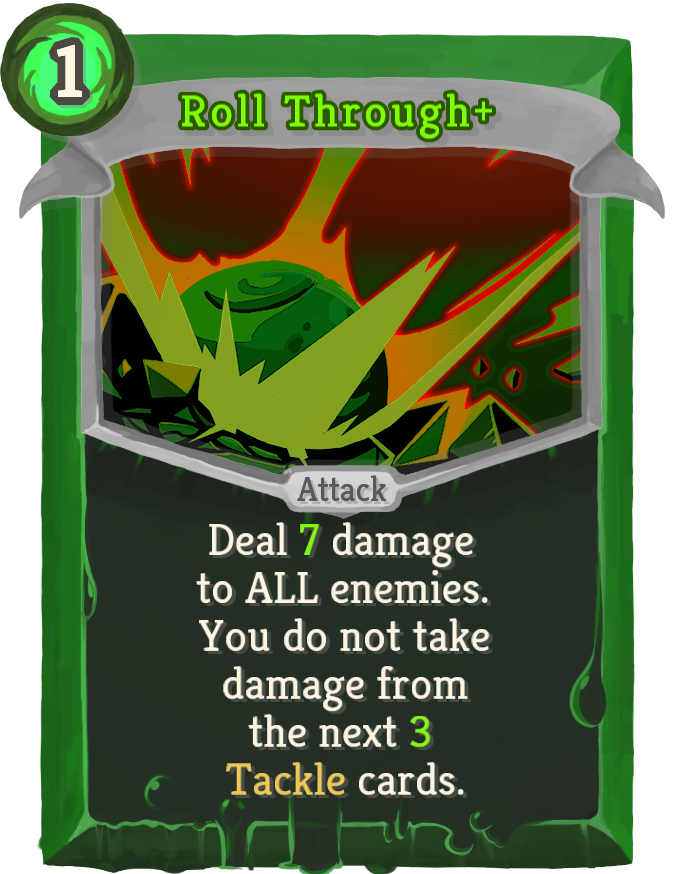 1
Roll Through+
Attack
Deal 7 damage
to ALL enemies.
You do not take
damage from
the next 3
Tackle cards.